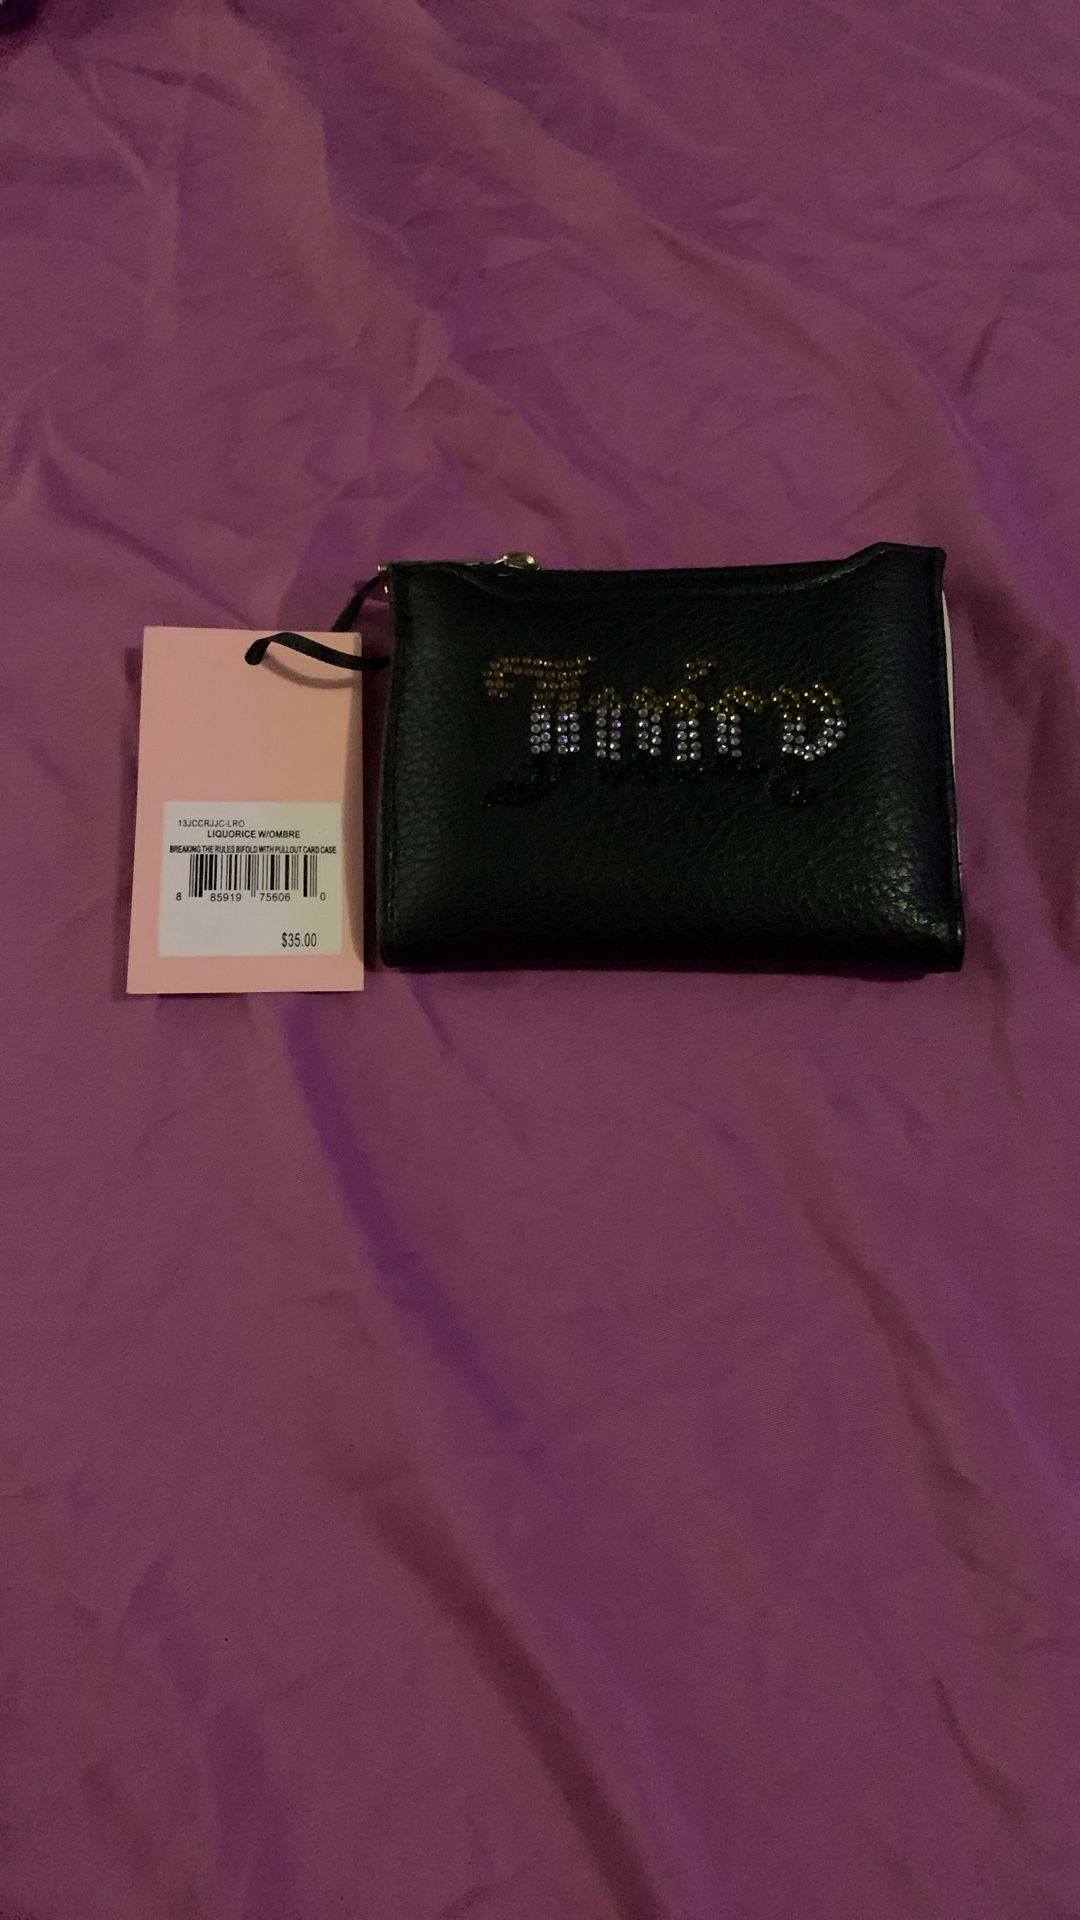 Juicy
13JCCRJJC-LRO
LIQUORICE W/OMBRE
BREAKING THE RULES BIFOLD WITH PULLOUT CARD CASE
8 85919 75606 0
$35.00